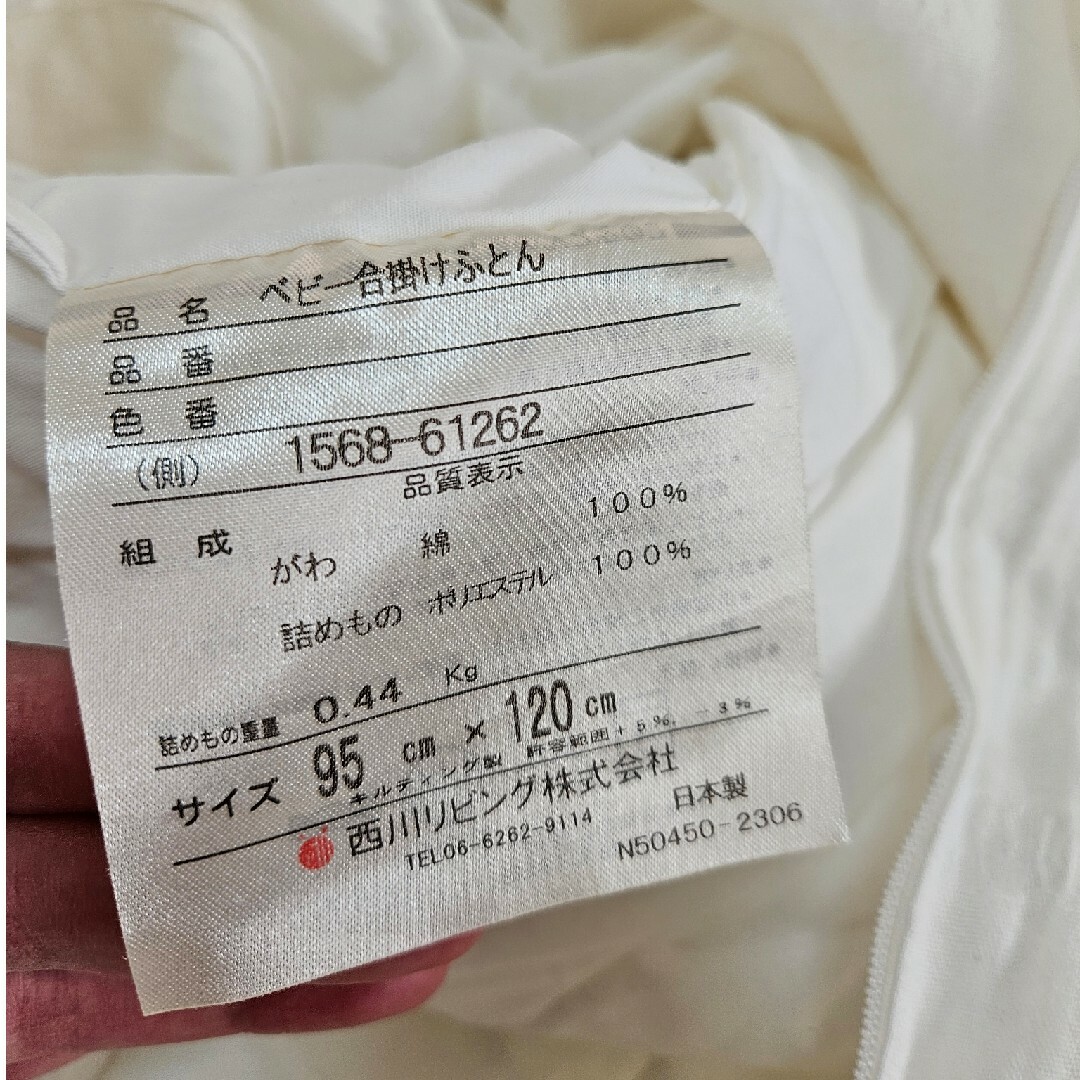 品名 ベビー合掛けふとん
品番
色番
(側) 1568-61262
品質表示
組成 がわ 綿 100%
詰めもの ポリエステル 100%
詰めもの重量 0.44 Kg
サイズ 95 cm × 120 cm
キルティング製 許容範囲+5%, -3%
西川リビング株式会社
TEL06-6262-9114 日本製
N50450-2306